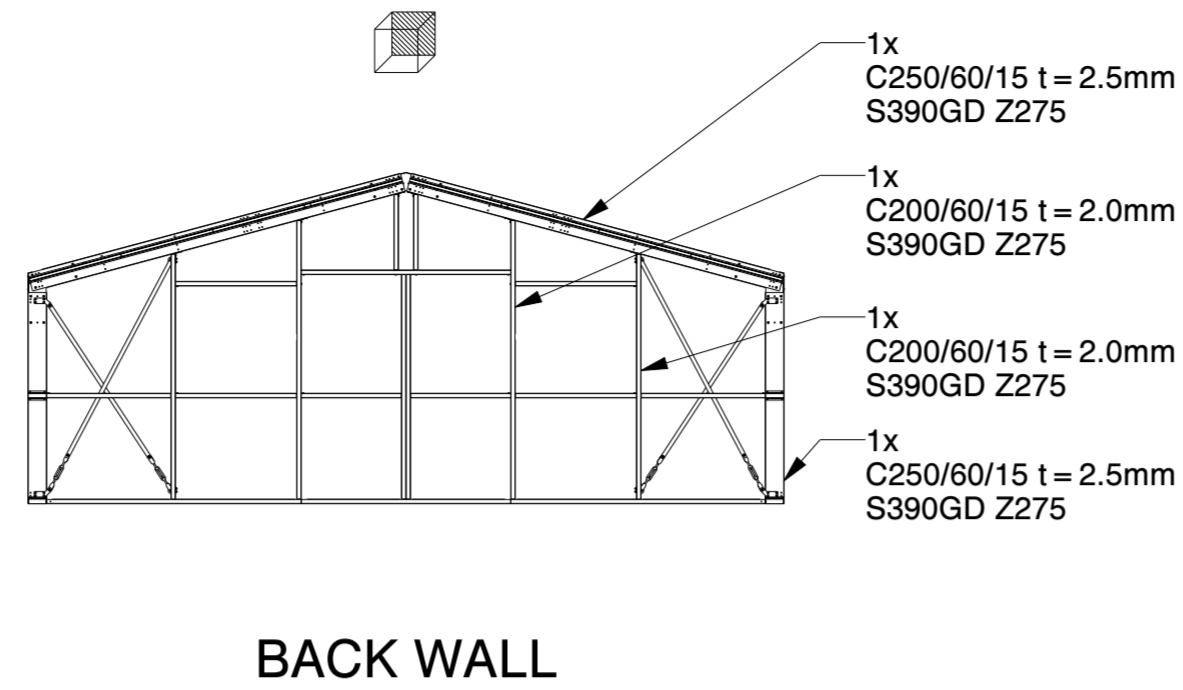 1x
C250/60/15 t = 2.5mm
S390GD Z275
1x
C200/60/15 t = 2.0mm
S390GD Z275
1x
C200/60/15 t = 2.0mm
S390GD Z275
1x
C250/60/15 t = 2.5mm
S390GD Z275
BACK WALL